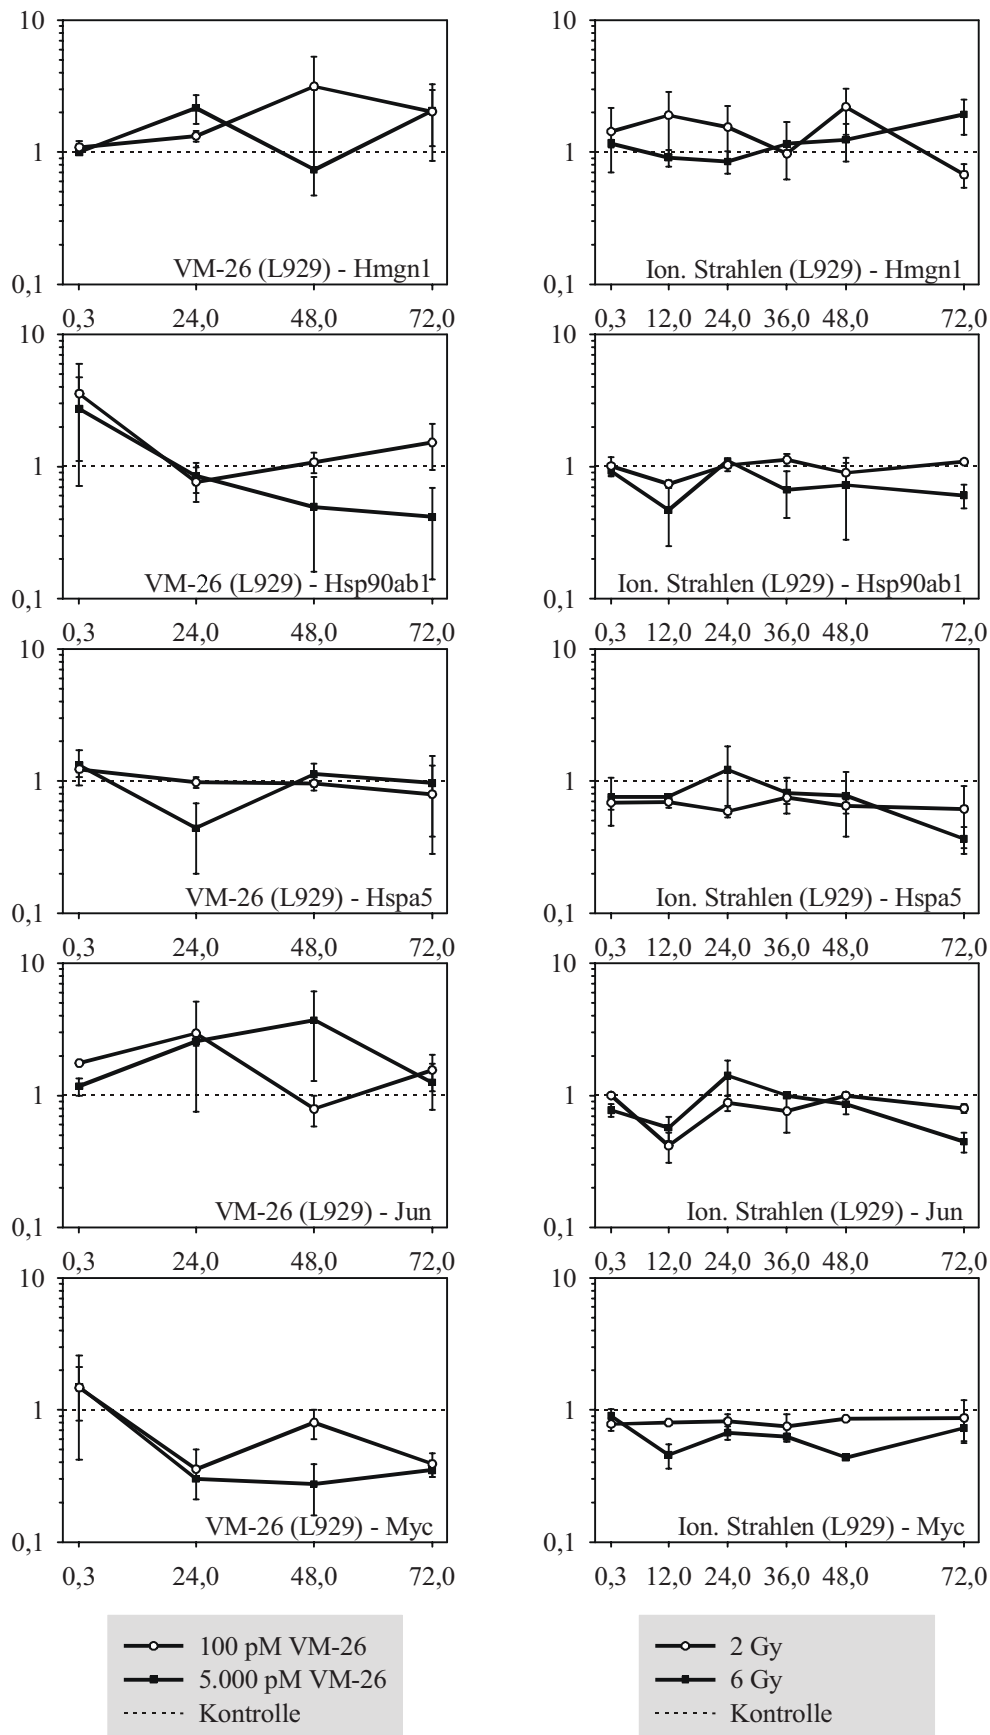 10
1
0,1
VM-26 (L929) - Hmgn1
0,3 24,0 48,0 72,0
10
1
0,1
Ion. Strahlen (L929) - Hmgn1
0,3 12,0 24,0 36,0 48,0 72,0
10
1
0,1
VM-26 (L929) - Hsp90ab1
0,3 24,0 48,0 72,0
10
1
0,1
Ion. Strahlen (L929) - Hsp90ab1
0,3 12,0 24,0 36,0 48,0 72,0
10
1
0,1
VM-26 (L929) - Hspa5
0,3 24,0 48,0 72,0
10
1
0,1
Ion. Strahlen (L929) - Hspa5
0,3 12,0 24,0 36,0 48,0 72,0
10
1
0,1
VM-26 (L929) - Jun
0,3 24,0 48,0 72,0
10
1
0,1
Ion. Strahlen (L929) - Jun
0,3 12,0 24,0 36,0 48,0 72,0
10
1
0,1
VM-26 (L929) - Myc
0,3 24,0 48,0 72,0
10
1
0,1
Ion. Strahlen (L929) - Myc
0,3 12,0 24,0 36,0 48,0 72,0
100 pM VM-26
5.000 pM VM-26
Kontrolle
2 Gy
6 Gy
Kontrolle